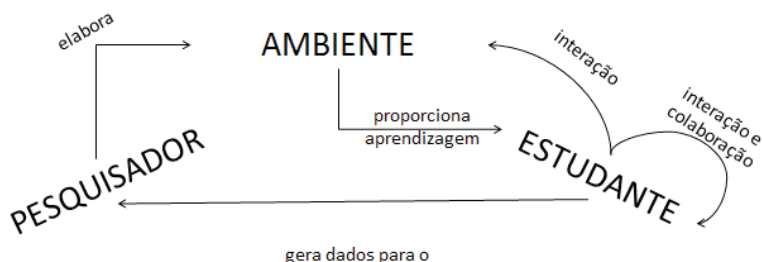 elabora
AMBIENTE
interação
interação e
colaboração
proporciona
aprendizagem
PESQUISADOR
ESTUDANTE
gera dados para o